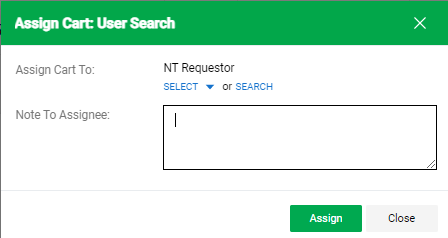 Assign Cart: User Search
Assign Cart To: NT Requestor
SELECT or SEARCH
Note To Assignee:
Assign Close